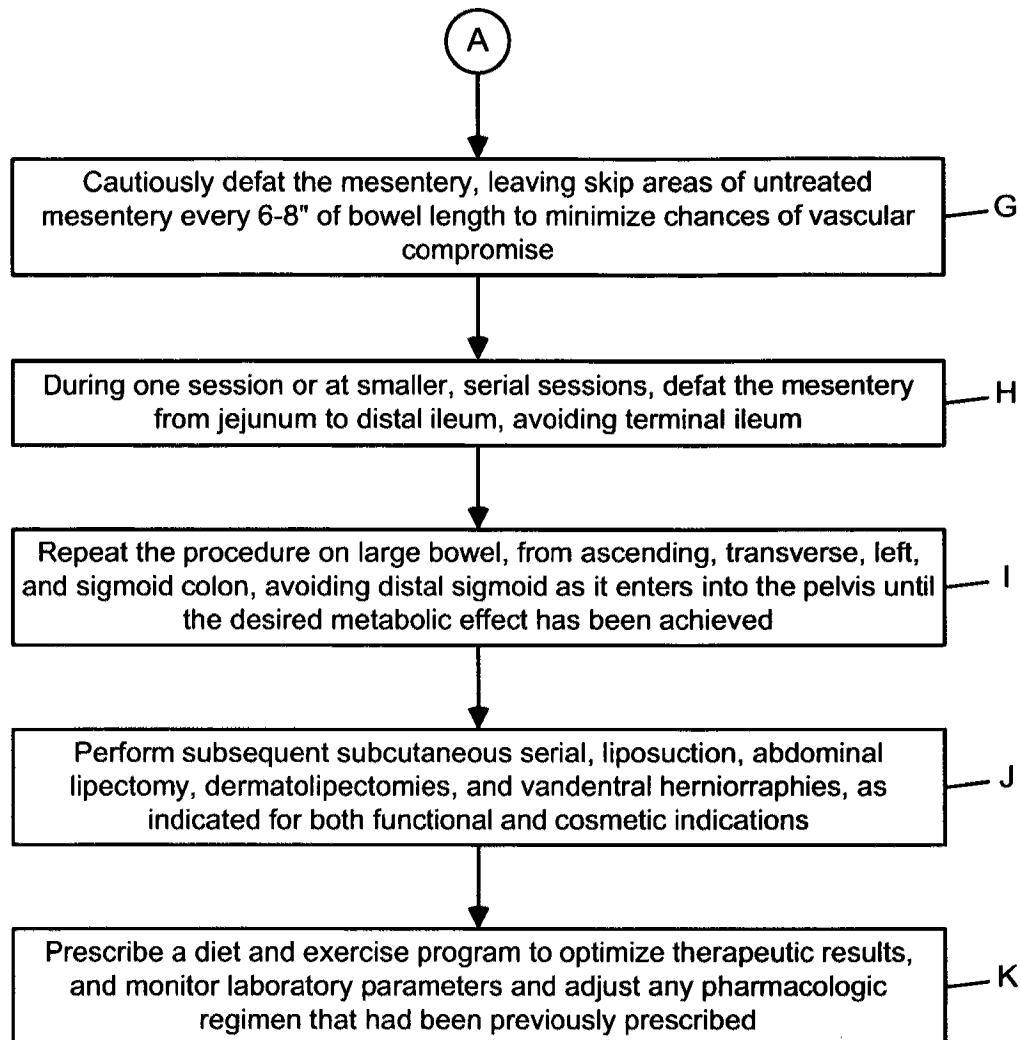 A
Cautiously defat the mesentery, leaving skip areas of untreated
mesentery every 6-8" of bowel length to minimize chances of vascular
compromise
G
During one session or at smaller, serial sessions, defat the mesentery
from jejunum to distal ileum, avoiding terminal ileum
H
Repeat the procedure on large bowel, from ascending, transverse, left,
and sigmoid colon, avoiding distal sigmoid as it enters into the pelvis until
the desired metabolic effect has been achieved
I
Perform subsequent subcutaneous serial, liposuction, abdominal
lipectomy, dermatolipectomies, and vandentral herniorraphies, as
indicated for both functional and cosmetic indications
J
Prescribe a diet and exercise program to optimize therapeutic results,
and monitor laboratory parameters and adjust any pharmacologic
regimen that had been previously prescribed
K